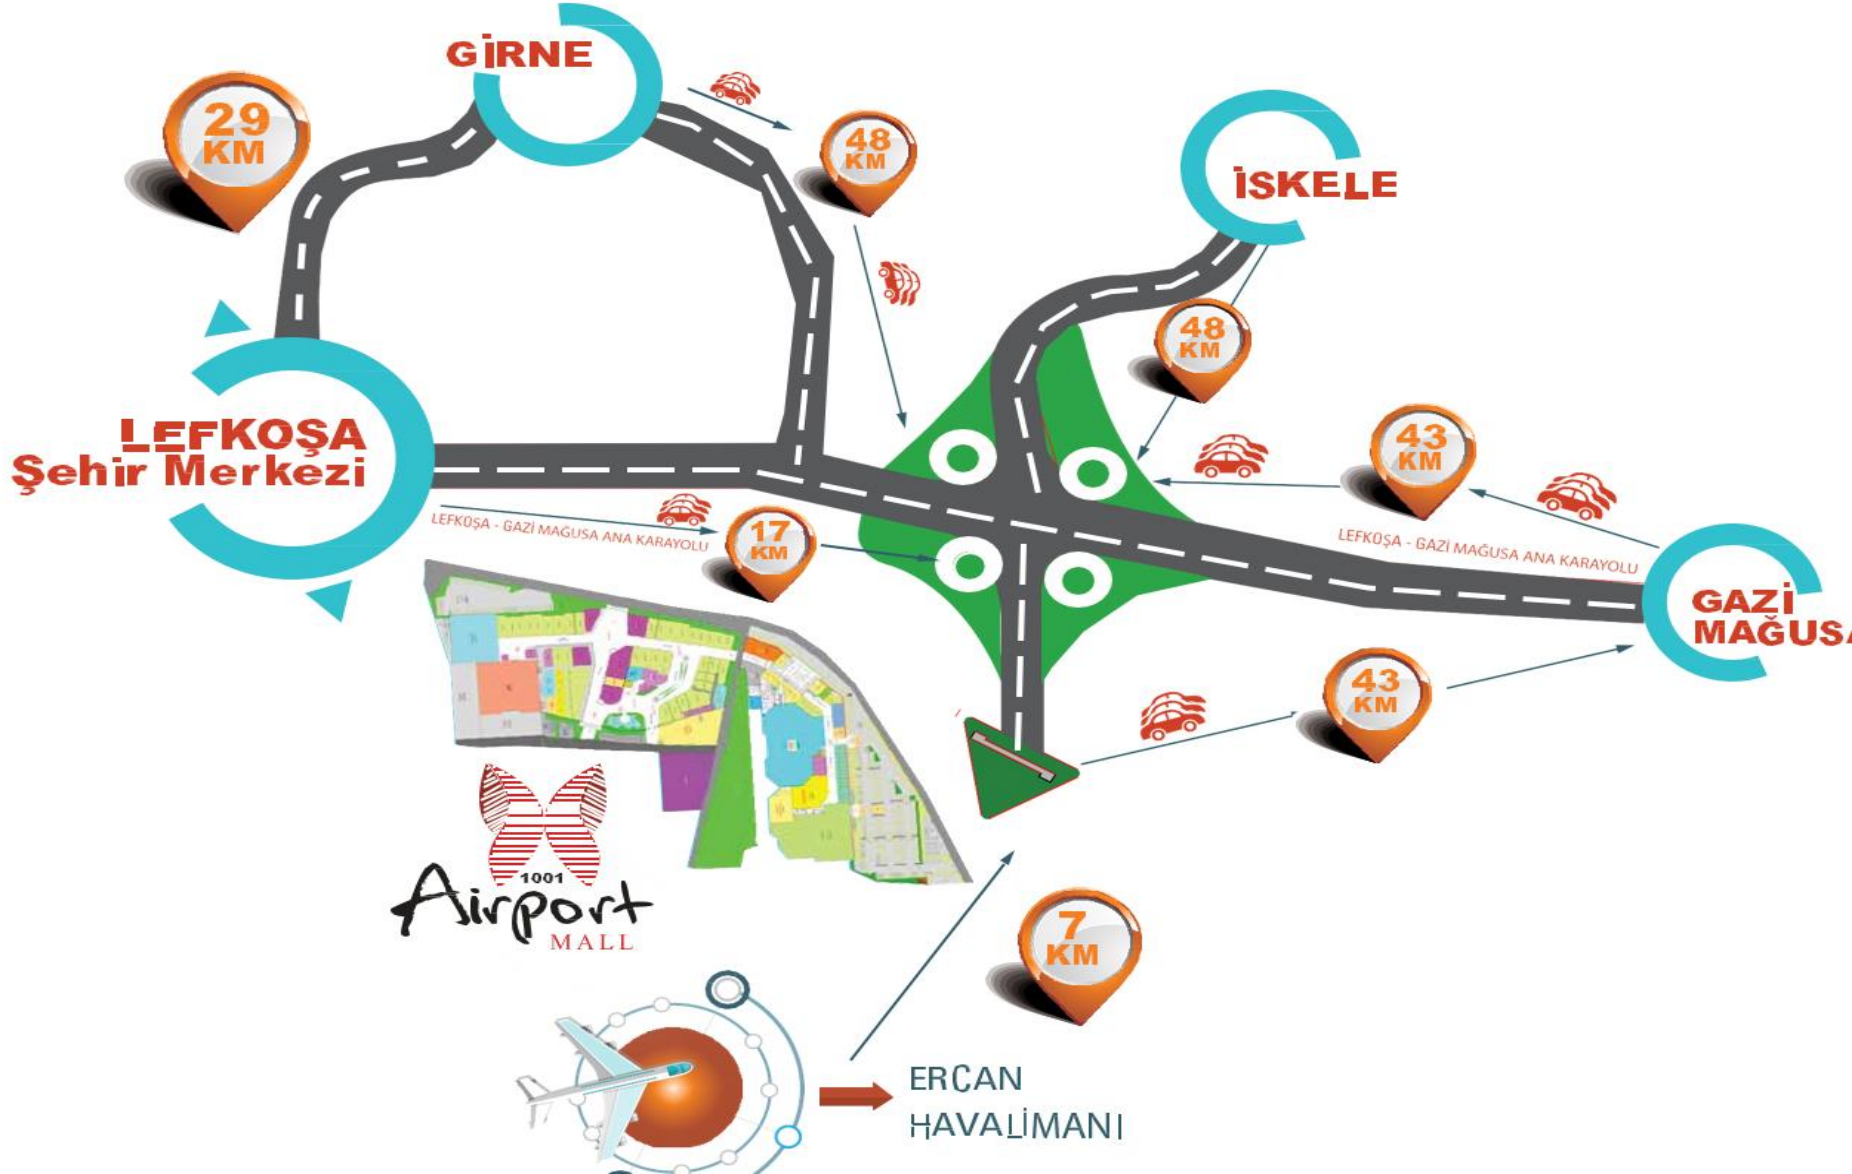 GİRNE
29
KM
48
KM
İSKELE
48
KM
LEFKOŞA
Şehir Merkezi
43
KM
LEFKOŞA - GAZİ MAĞUSA ANA KARAYOLU
17
KM
LEFKOŞA - GAZİ MAĞUSA ANA KARAYOLU
GAZİ
MAĞUSA
43
KM
1001
Airport
MALL
7
KM
ERCAN
HAVALİMANI